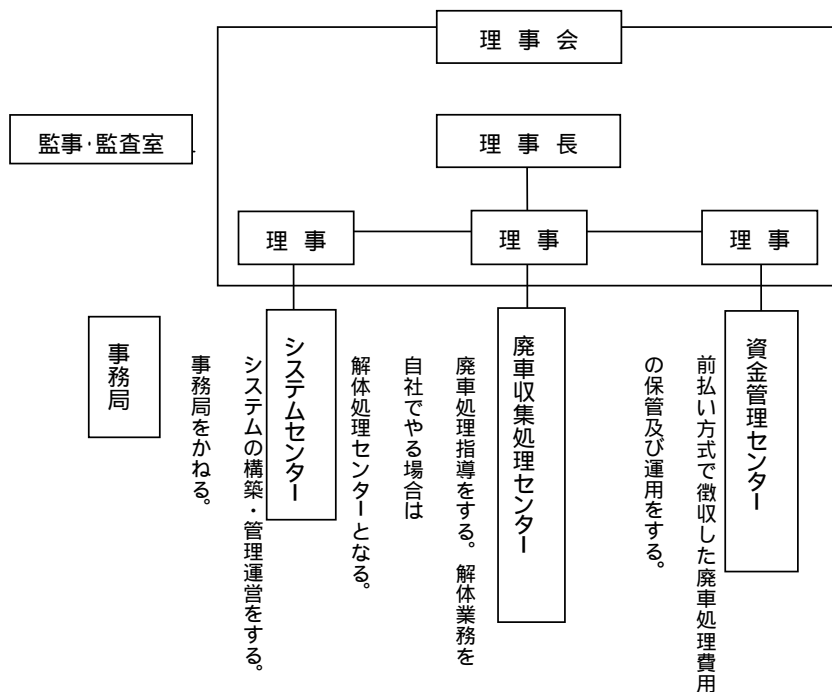 理事会
監事・監査室
理事長
理事
理事
理事
資金管理センター
前払い方式で徴収した廃車処理費用
の保管及び運用をする。
廃車収集処理センター
廃車処理指導をする。解体業務を
自社でやる場合は
解体処理センターとなる。
システムセンター
システムの構築・管理運営をする。
事務局をかねる。
事務局